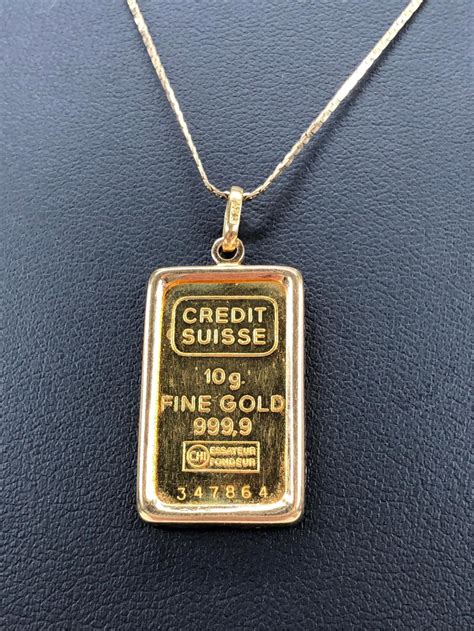 CREDIT
SUISSE
10g.
FINE GOLD
999,9
CHI ESSAYEUR
FONDEUR
347864